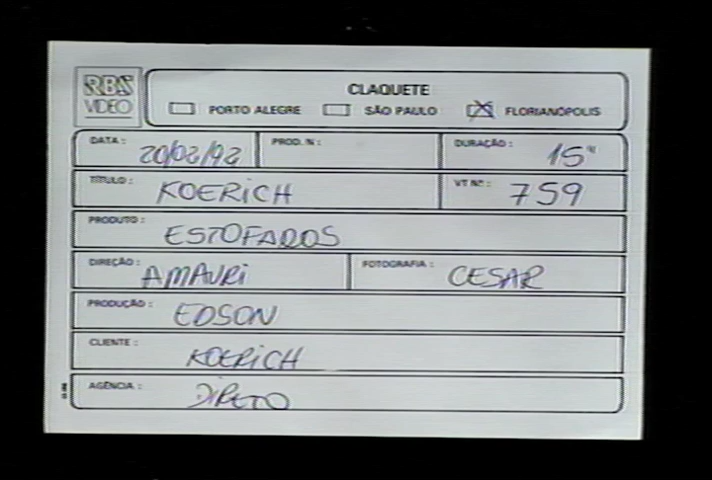 RBS VIDEO
CLAQUETE
PORTO ALEGRE SÃO PAULO FLORIANÓPOLIS
DATA: 20/02/92 PROD. N: DURAÇÃO: 15"
TÍTULO: KOERICH VT Nº: 759
PRODUTO: ESTOFADOS
DIREÇÃO: AMAURI FOTOGRAFIA: CESAR
PRODUÇÃO: EDSON
CLIENTE: KOERICH
AGÊNCIA: DIRETO